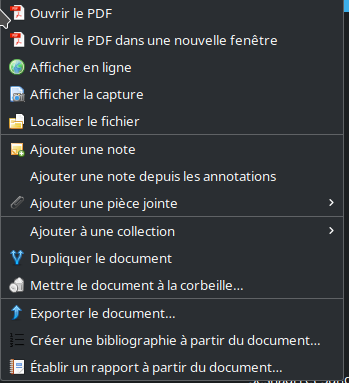 Ouvrir le PDF
Ouvrir le PDF dans une nouvelle fenêtre
Afficher en ligne
Afficher la capture
Localiser le fichier
Ajouter une note
Ajouter une note depuis les annotations
Ajouter une pièce jointe
Ajouter à une collection
Dupliquer le document
Mettre le document à la corbeille…
Exporter le document…
Créer une bibliographie à partir du document…
Établir un rapport à partir du document…